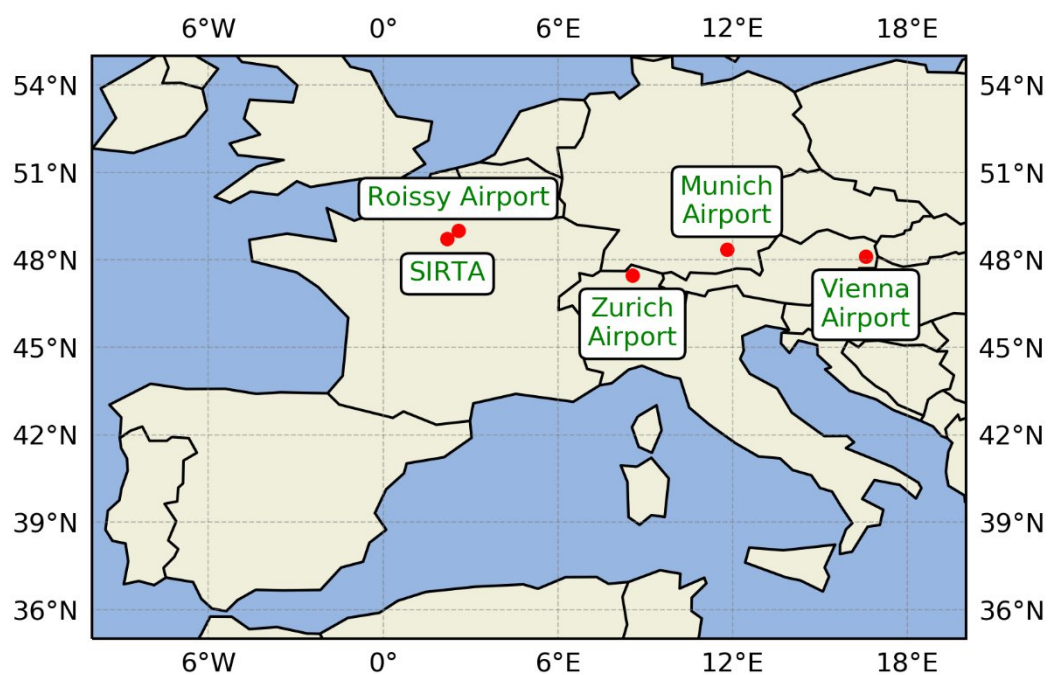 6°W 0° 6°E 12°E 18°E
54°N 54°N
51°N 51°N
Roissy Airport
Munich
Airport
48°N 48°N
SIRTA
Zurich
Airport
Vienna
Airport
45°N 45°N
42°N 42°N
39°N 39°N
36°N 36°N
6°W 0° 6°E 12°E 18°E